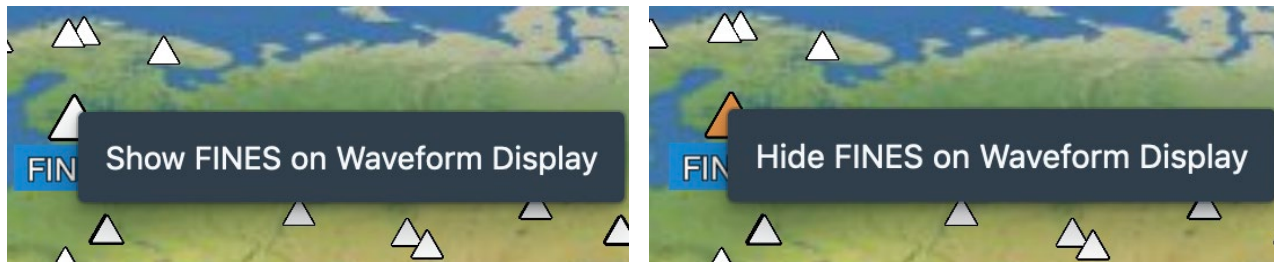 FIN
Show FINES on Waveform Display
FIN
Hide FINES on Waveform Display